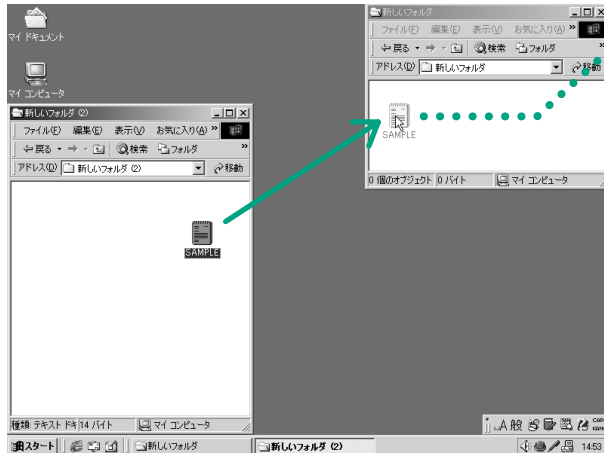 マイ ドキュメント
マイ コンピュータ
新しいフォルダ (2)
ファイル(F) 編集(E) 表示(V) お気に入り(A) »
戻る 検索 フォルダ »
アドレス(D) 新しいフォルダ (2) 移動
SAMPLE
種類: テキスト ドキ 14 バイト マイ コンピュータ
新しいフォルダ
ファイル(F) 編集(E) 表示(V) お気に入り(A) »
戻る 検索 フォルダ »
アドレス(D) 新しいフォルダ 移動
SAMPLE
0 個のオブジェクト 0 バイト マイ コンピュータ
A 般
CAPS
KANA
スタート 新しいフォルダ 新しいフォルダ (2) 14:53